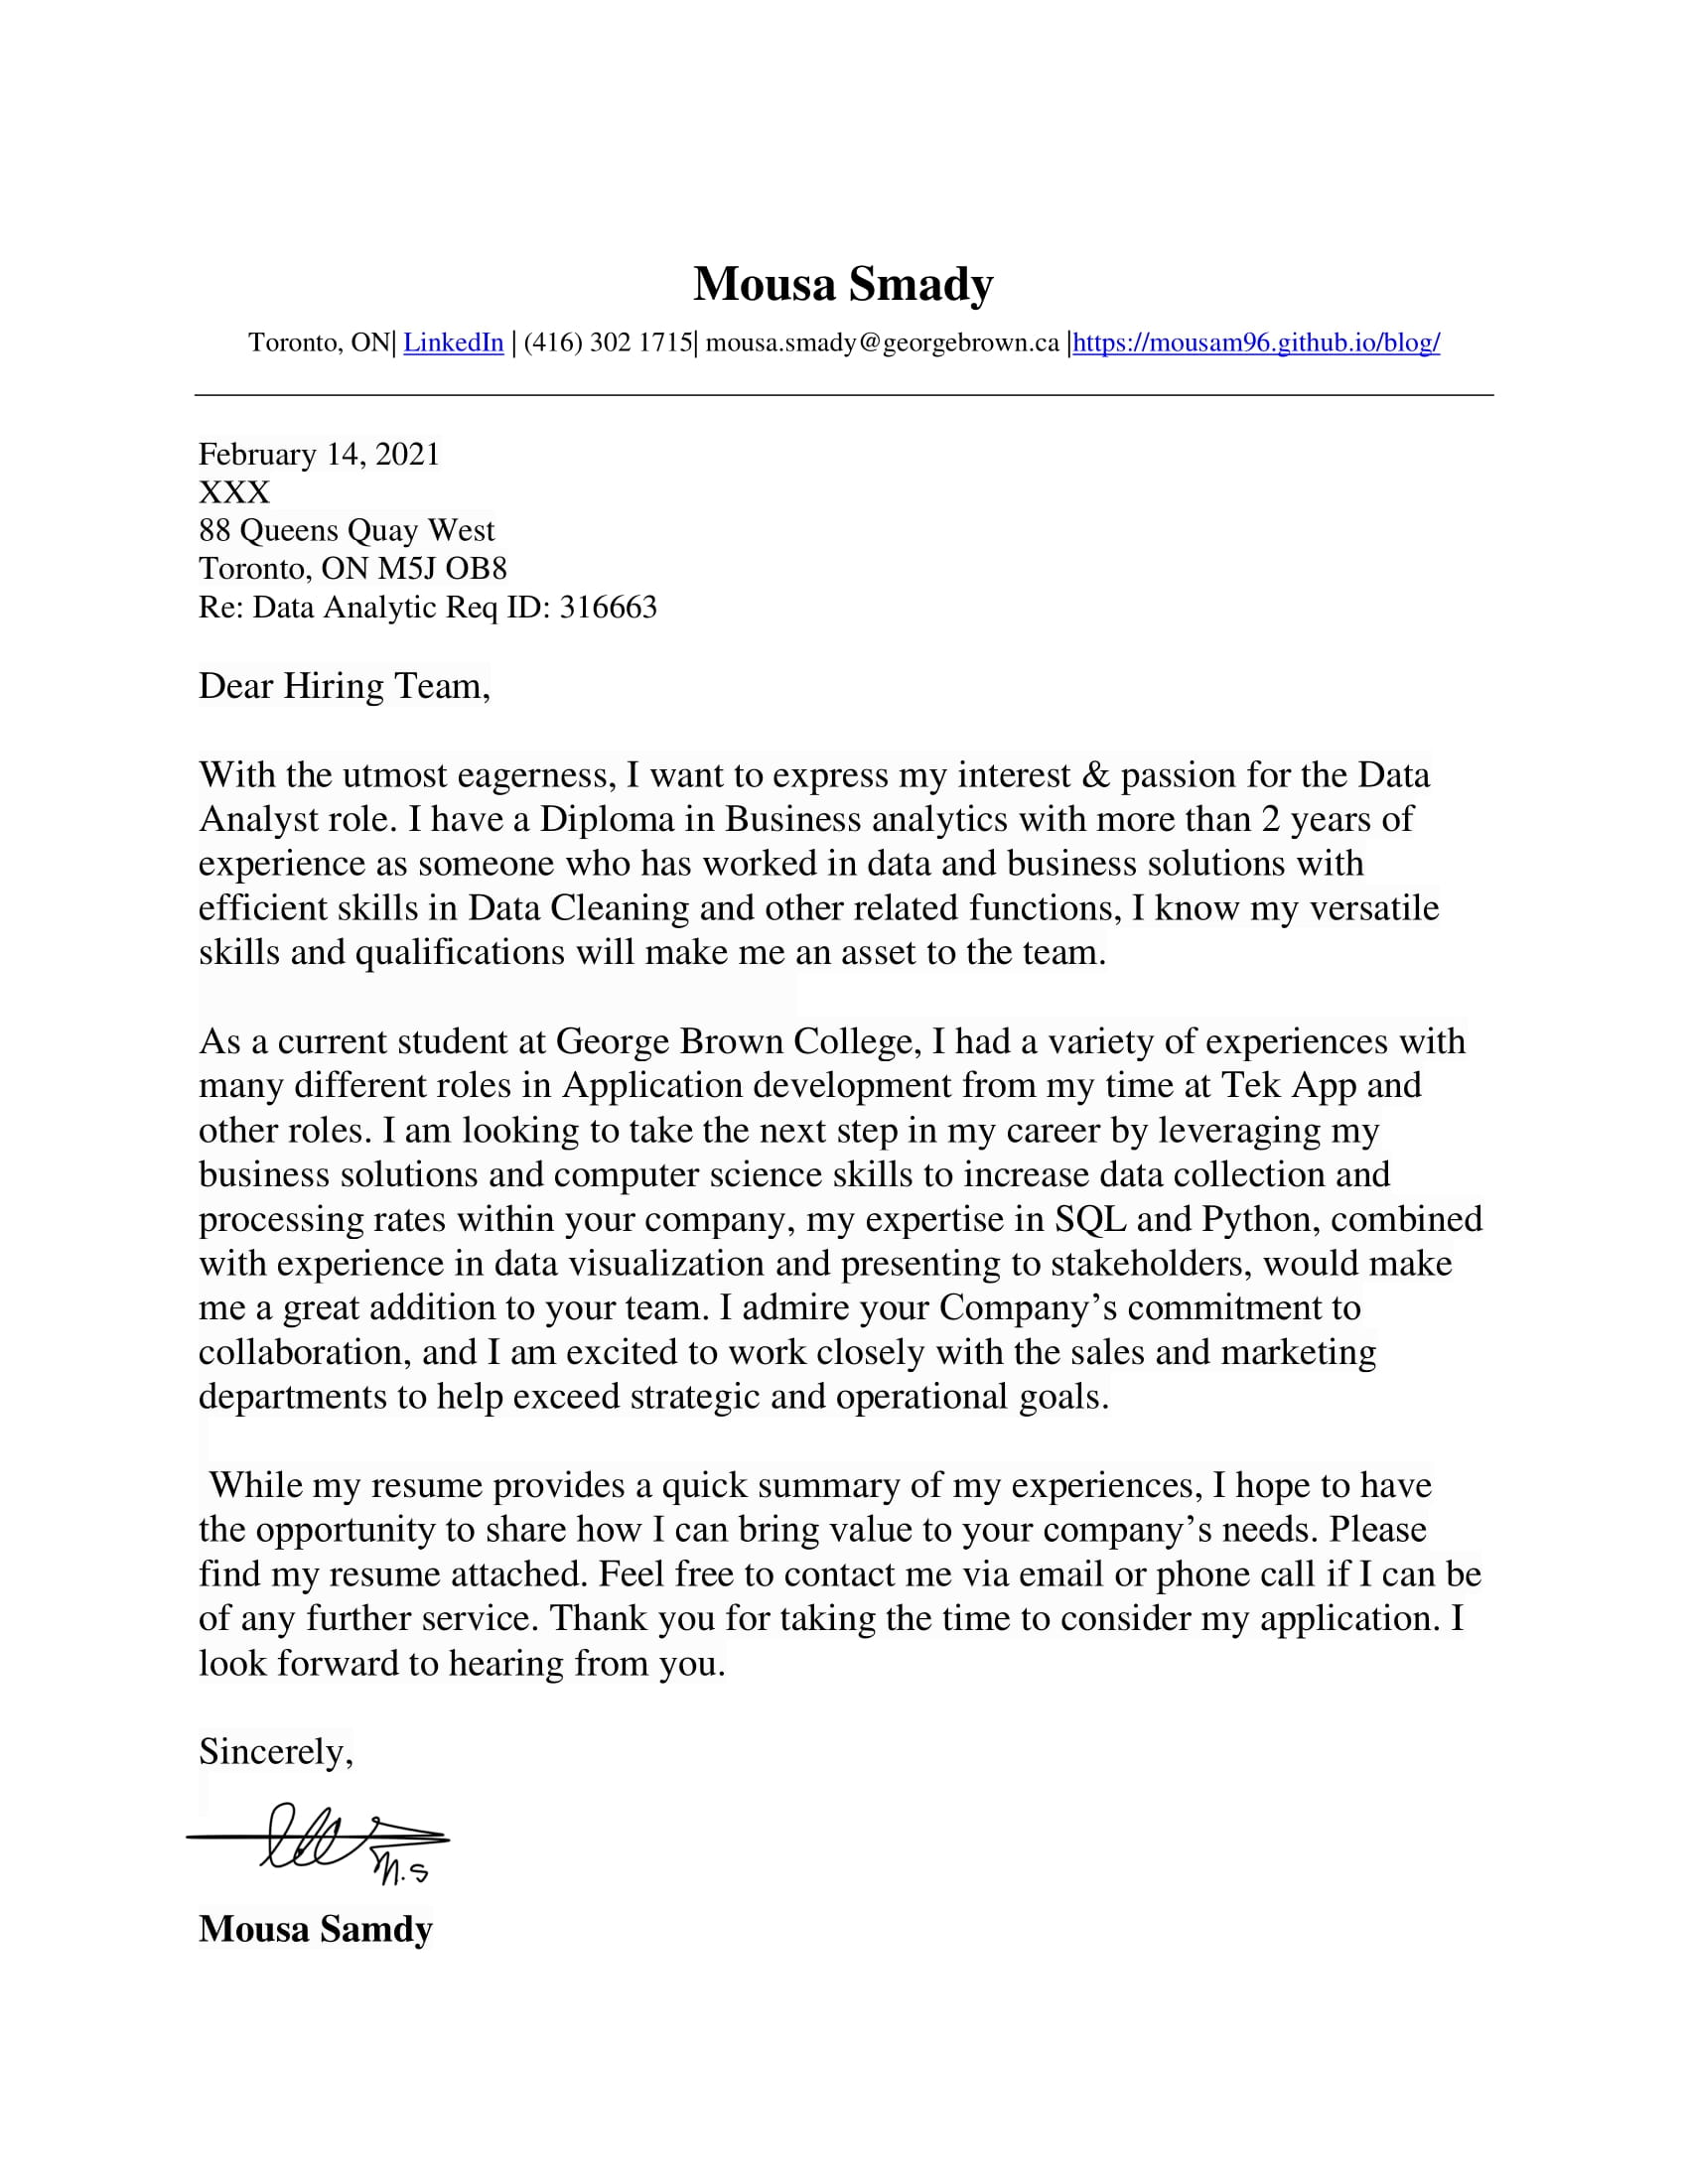 Mousa Smady
Toronto, ON| LinkedIn | (416) 302 1715| mousa.smady@georgebrown.ca |https://mousam96.github.io/blog/
February 14, 2021
XXX
88 Queens Quay West
Toronto, ON M5J OB8
Re: Data Analytic Req ID: 316663
Dear Hiring Team,
With the utmost eagerness, I want to express my interest & passion for the Data
Analyst role. I have a Diploma in Business analytics with more than 2 years of
experience as someone who has worked in data and business solutions with
efficient skills in Data Cleaning and other related functions, I know my versatile
skills and qualifications will make me an asset to the team.
As a current student at George Brown College, I had a variety of experiences with
many different roles in Application development from my time at Tek App and
other roles. I am looking to take the next step in my career by leveraging my
business solutions and computer science skills to increase data collection and
processing rates within your company, my expertise in SQL and Python, combined
with experience in data visualization and presenting to stakeholders, would make
me a great addition to your team. I admire your Company’s commitment to
collaboration, and I am excited to work closely with the sales and marketing
departments to help exceed strategic and operational goals.
While my resume provides a quick summary of my experiences, I hope to have
the opportunity to share how I can bring value to your company’s needs. Please
find my resume attached. Feel free to contact me via email or phone call if I can be
of any further service. Thank you for taking the time to consider my application. I
look forward to hearing from you.
Sincerely,
M.S
Mousa Samdy